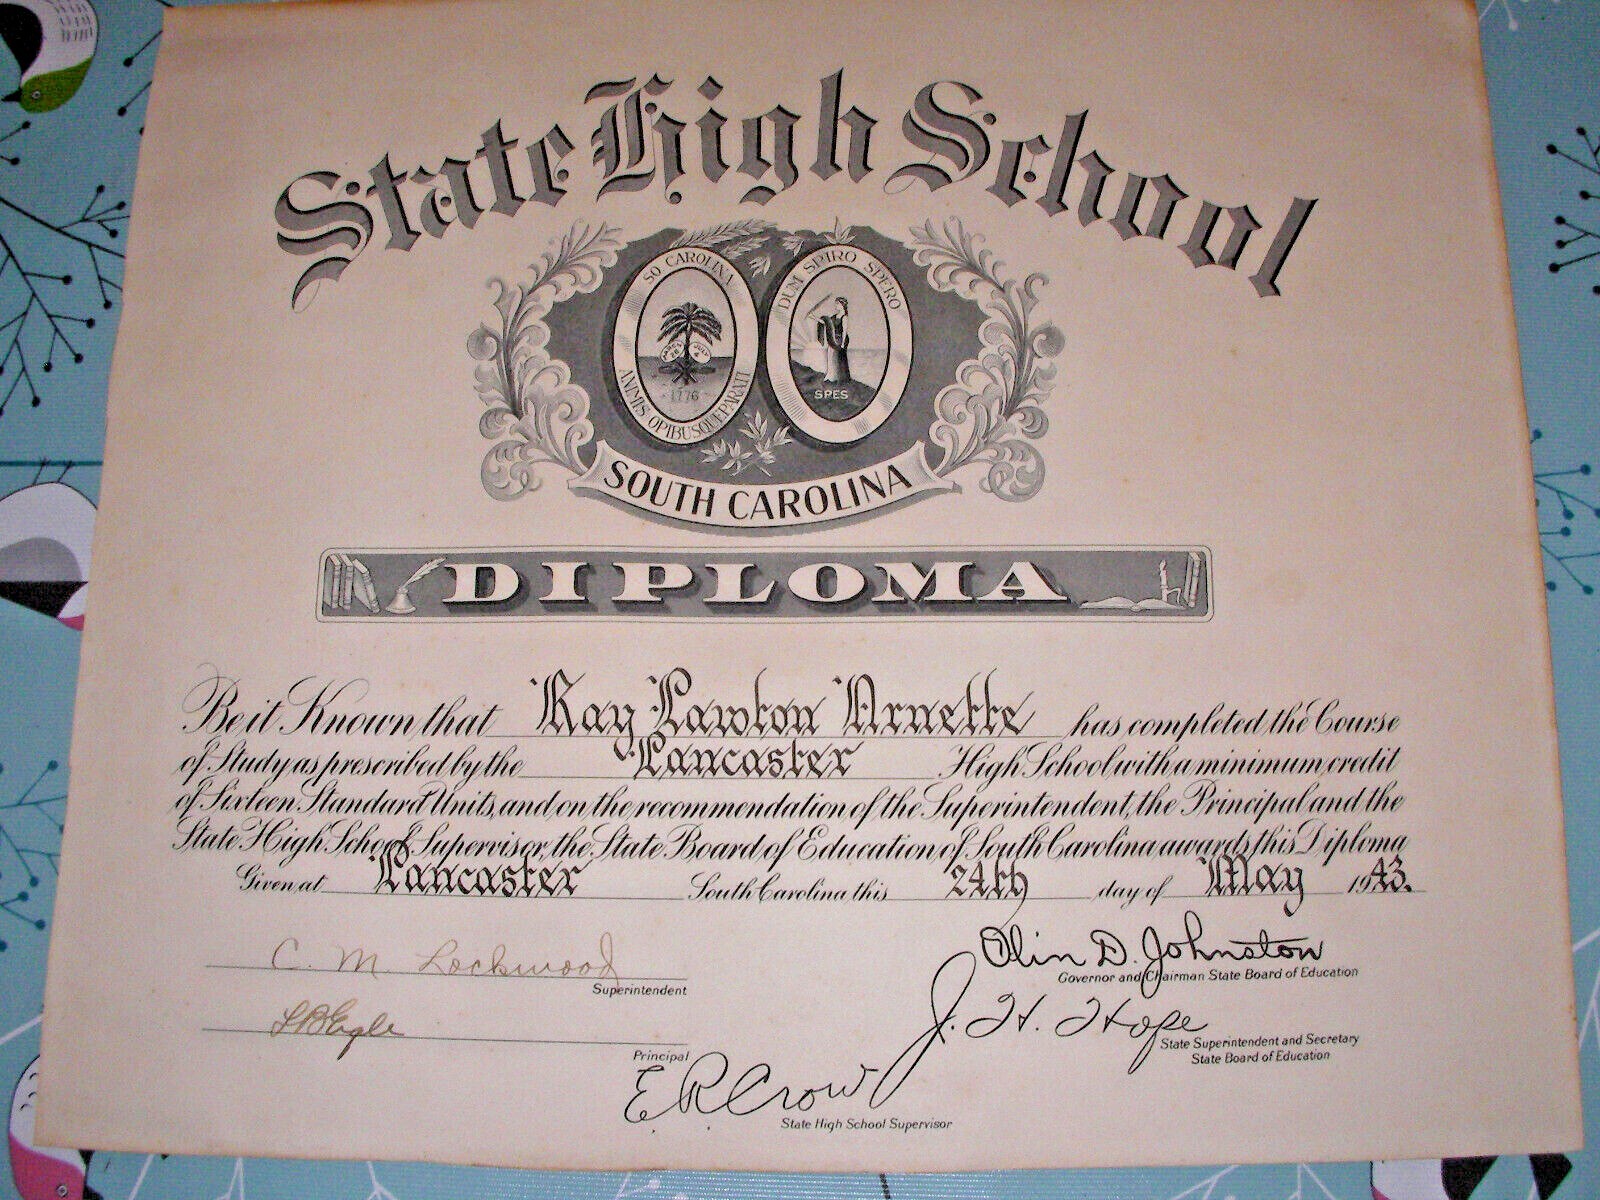 State High School
SO CAROLINA
DUM SPIRO SPERO
MARCH 26 JULY 4
1776
SPES
ANIMIS OPIBUSQUE PARATI
SOUTH CAROLINA
DIPLOMA
Be it Known that Ray Lawton Arnette has completed the Course
of Study as prescribed by the Lancaster High School with a minimum credit
of Sixteen Standard Units, and on the recommendation of the Superintendent, the Principal and the
State High School Supervisor, the State Board of Education of South Carolina awards this Diploma
Given at Lancaster South Carolina this 24th day of May 1943.
C. M. Lockwood
Superintendent
Olin D. Johnston
Governor and Chairman State Board of Education
Principal
J. H. Hope
State Superintendent and Secretary
State Board of Education
E R Crow
State High School Supervisor